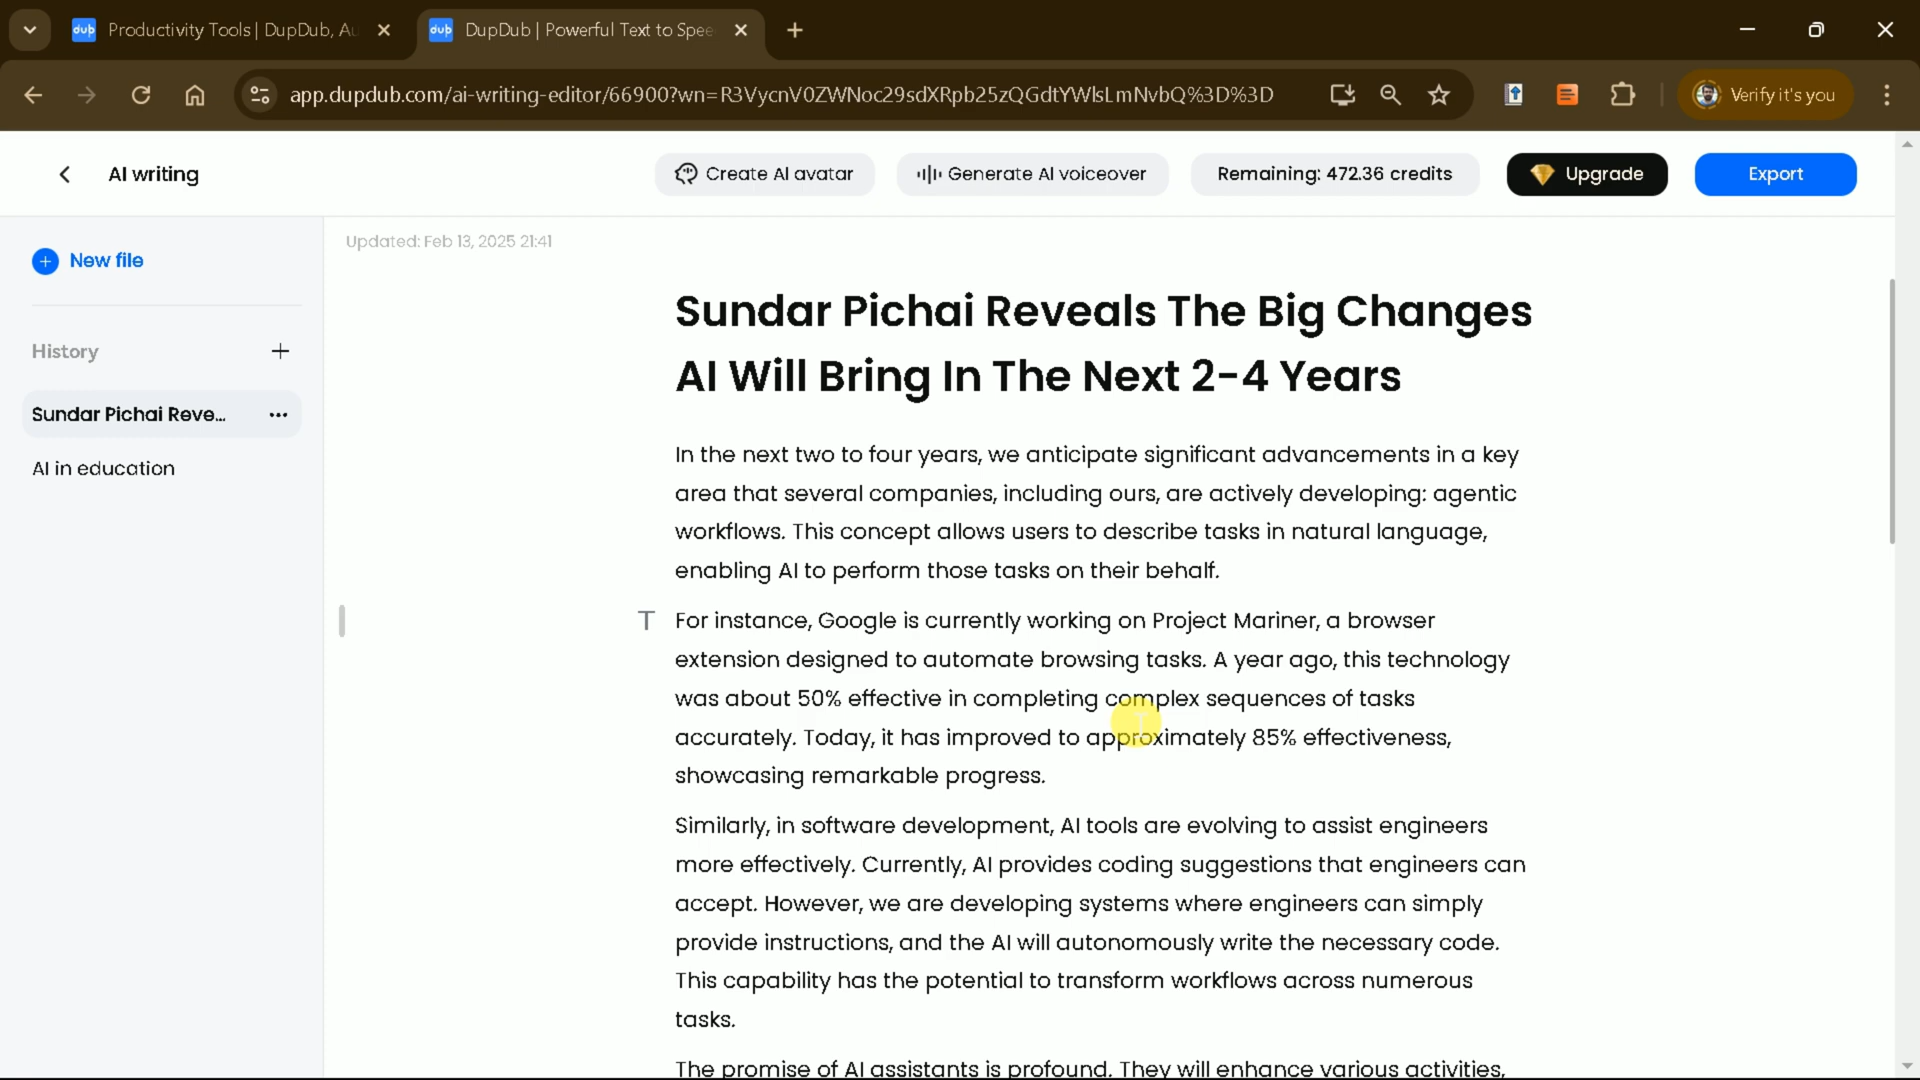 Productivity Tools | DupDub, Au
DupDub | Powerful Text to Spee
app.dupdub.com/ai-writing-editor/66900?wn=R3VycnV0ZWNoc29sdXRpb25zQGdtYWlsLmNvbQ%3D%3D
Verify it's you
AI writing
Create AI avatar
Generate AI voiceover
Remaining: 472.36 credits
Upgrade
Export
New file
History
Sundar Pichai Reve...
AI in education
Updated: Feb 13, 2025 21:41
Sundar Pichai Reveals The Big Changes
AI Will Bring In The Next 2-4 Years
In the next two to four years, we anticipate significant advancements in a key
area that several companies, including ours, are actively developing: agentic
workflows. This concept allows users to describe tasks in natural language,
enabling AI to perform those tasks on their behalf.
For instance, Google is currently working on Project Mariner, a browser
extension designed to automate browsing tasks. A year ago, this technology
was about 50% effective in completing complex sequences of tasks
accurately. Today, it has improved to approximately 85% effectiveness,
showcasing remarkable progress.
Similarly, in software development, AI tools are evolving to assist engineers
more effectively. Currently, AI provides coding suggestions that engineers can
accept. However, we are developing systems where engineers can simply
provide instructions, and the AI will autonomously write the necessary code.
This capability has the potential to transform workflows across numerous
tasks.
The promise of AI assistants is profound. They will enhance various activities,